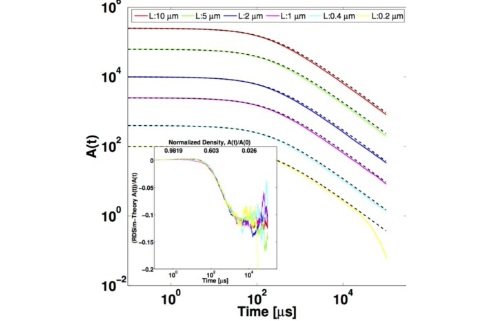 L:10 μm L:5 μm L:2 μm L:1 μm L:0.4 μm L:0.2 μm
10^6
10^4
10^2
10^0
10^-2
A(t)
10^0 10^2 10^4
Time [μs]
Normalized Density, A(t)/A(0)
0.9819 0.603 0.026
0
-0.05
-0.1
-0.15
-0.2
(RDSim-Theory A(t))/A(t)
10^0 10^2 10^4
Time [μs]